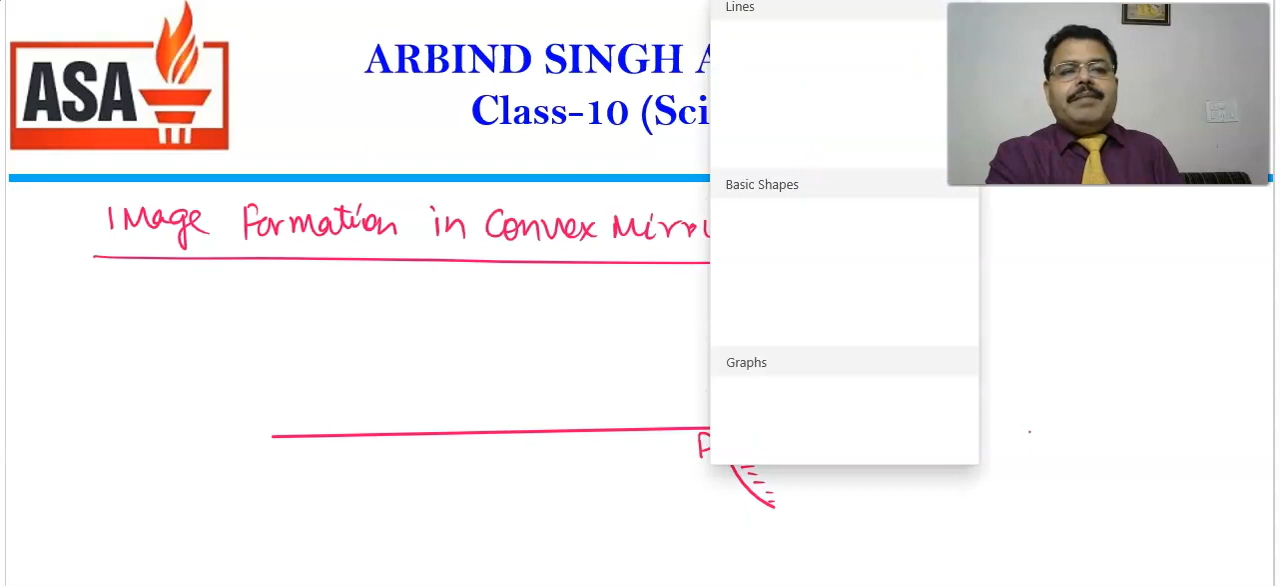 ASA
ARBIND SINGH A
Class-10 (Sci
Image Formation in Convex Mirro
P
Lines
Basic Shapes
Graphs